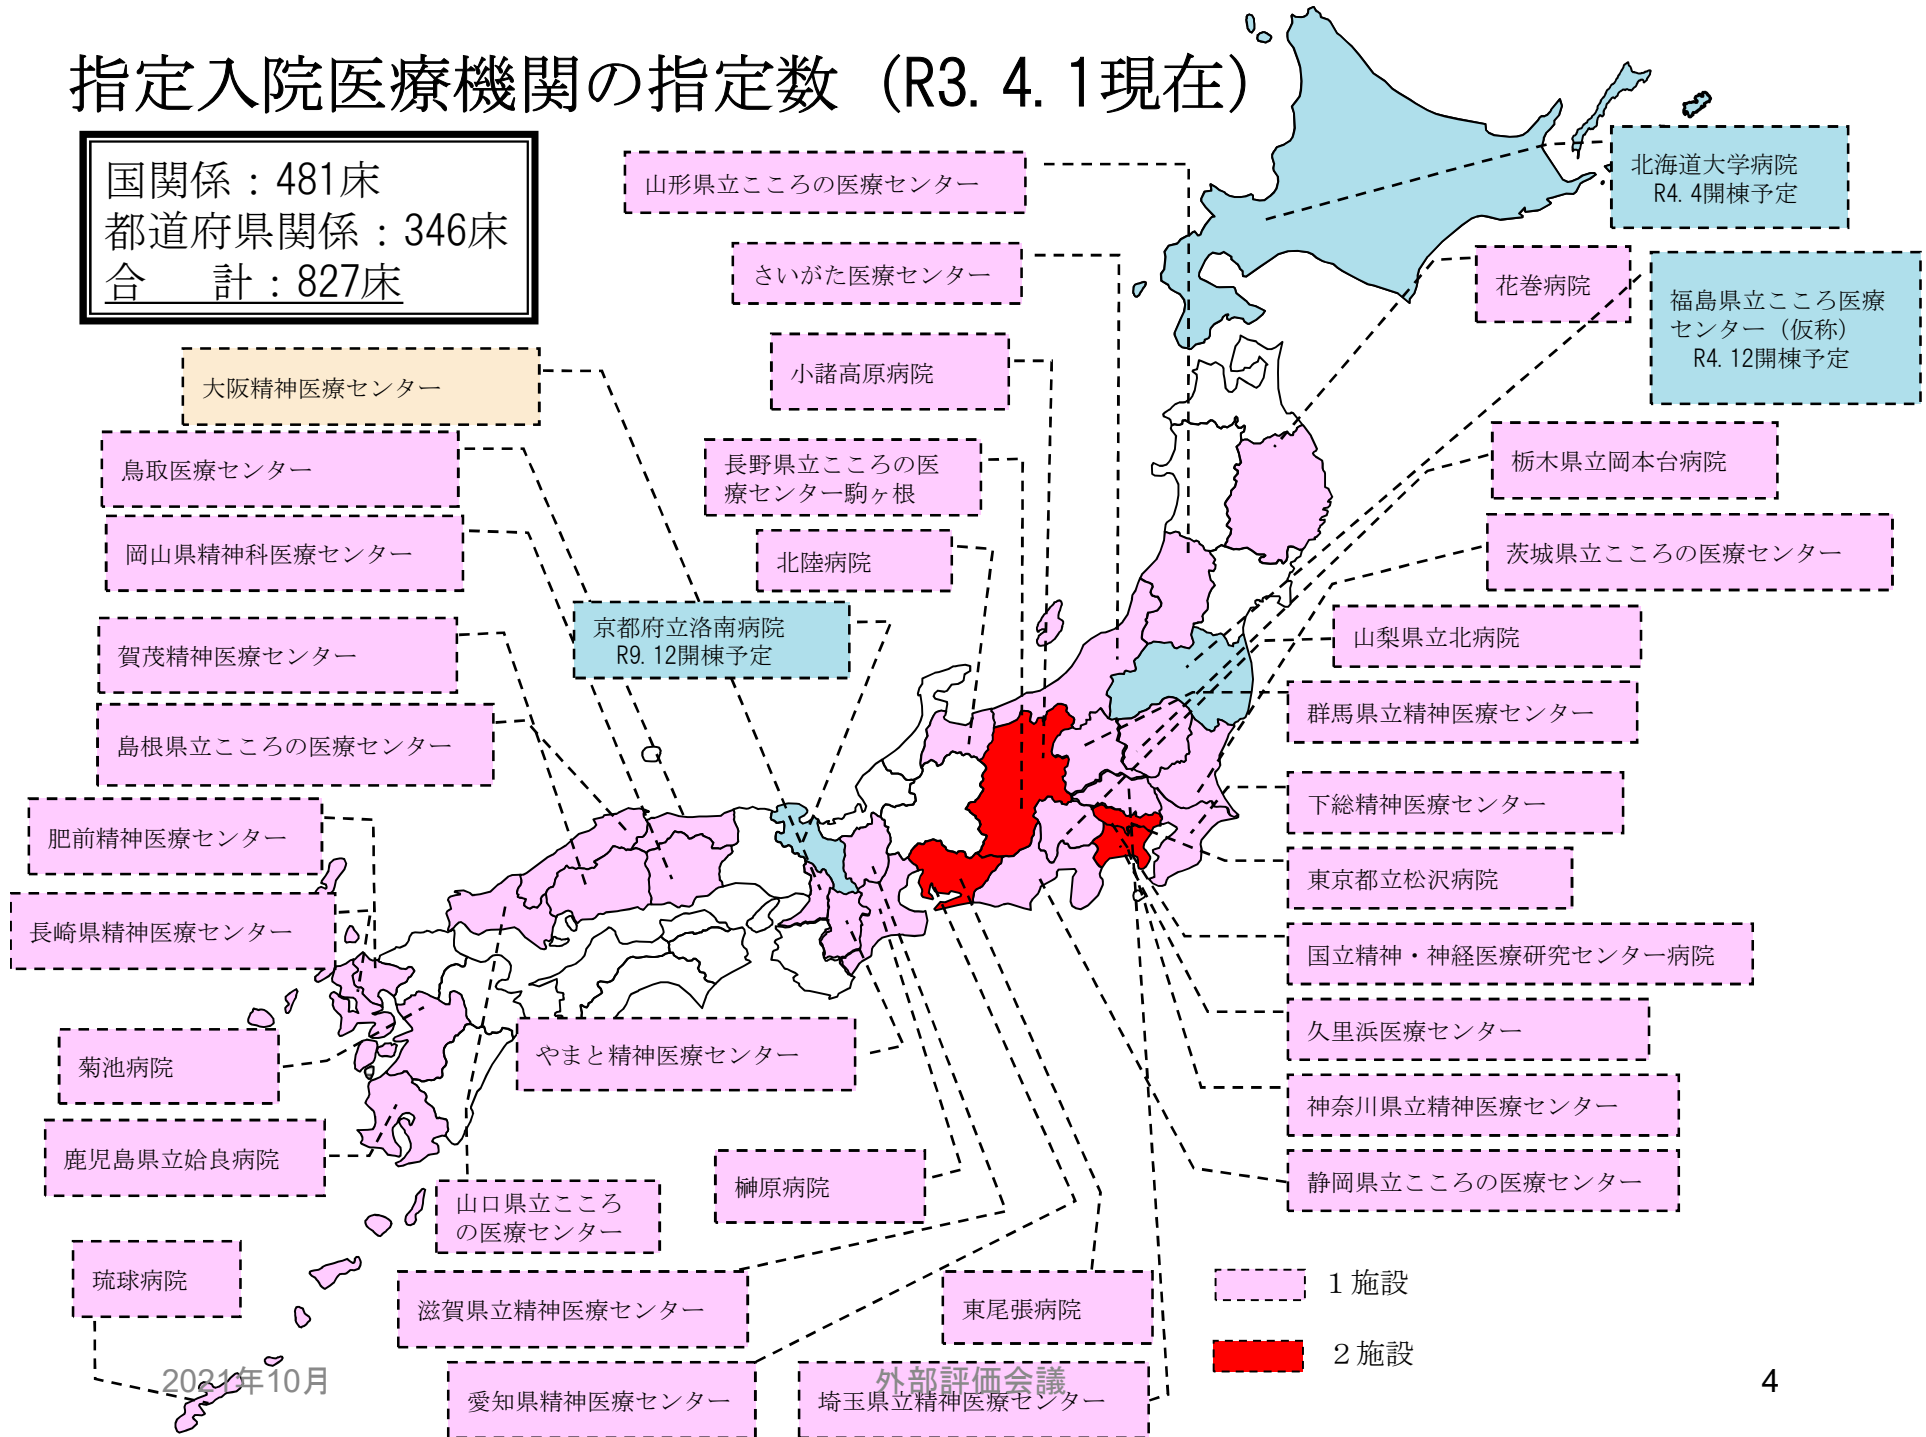 指定入院医療機関の指定数（R3.4.1現在）
国関係：481床
都道府県関係：346床
合　　計：827床
山形県立こころの医療センター
北海道大学病院
R4.4開棟予定
さいがた医療センター
花巻病院
福島県立こころ医療
センター（仮称）
R4.12開棟予定
小諸高原病院
大阪精神医療センター
鳥取医療センター
長野県立こころの医
療センター駒ヶ根
栃木県立岡本台病院
岡山県精神科医療センター
北陸病院
茨城県立こころの医療センター
賀茂精神医療センター
京都府立洛南病院
R9.12開棟予定
山梨県立北病院
島根県立こころの医療センター
群馬県立精神医療センター
肥前精神医療センター
下総精神医療センター
東京都立松沢病院
長崎県精神医療センター
国立精神・神経医療研究センター病院
菊池病院
やまと精神医療センター
久里浜医療センター
神奈川県立精神医療センター
鹿児島県立姶良病院
山口県立こころ
の医療センター
榊原病院
静岡県立こころの医療センター
琉球病院
滋賀県立精神医療センター
東尾張病院
１施設
２施設
愛知県精神医療センター
埼玉県立精神医療センター
2021年10月
外部評価会議
4